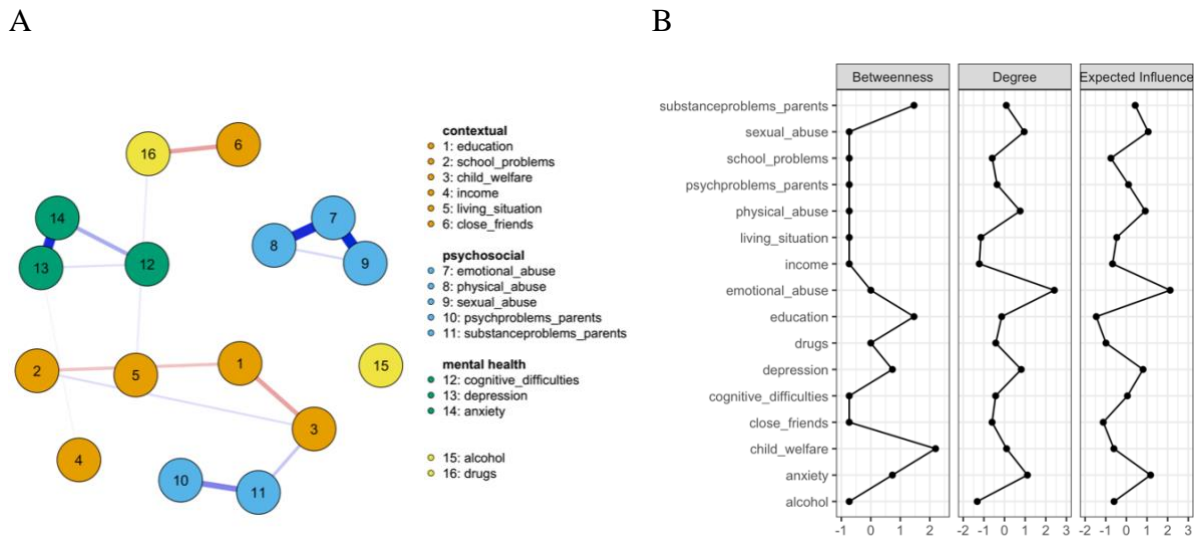 A
B
16
6
14
7
8
13
12
9
2
5
1
15
3
4
10
11
contextual
1: education
2: school_problems
3: child_welfare
4: income
5: living_situation
6: close_friends
psychosocial
7: emotional_abuse
8: physical_abuse
9: sexual_abuse
10: psychproblems_parents
11: substanceproblems_parents
mental health
12: cognitive_difficulties
13: depression
14: anxiety
15: alcohol
16: drugs
Betweenness
Degree
Expected Influence
substanceproblems_parents
sexual_abuse
school_problems
psychproblems_parents
physical_abuse
living_situation
income
emotional_abuse
education
drugs
depression
cognitive_difficulties
close_friends
child_welfare
anxiety
alcohol
-1 0 1 2
-2 -1 0 1 2 3
-2 -1 0 1 2 3